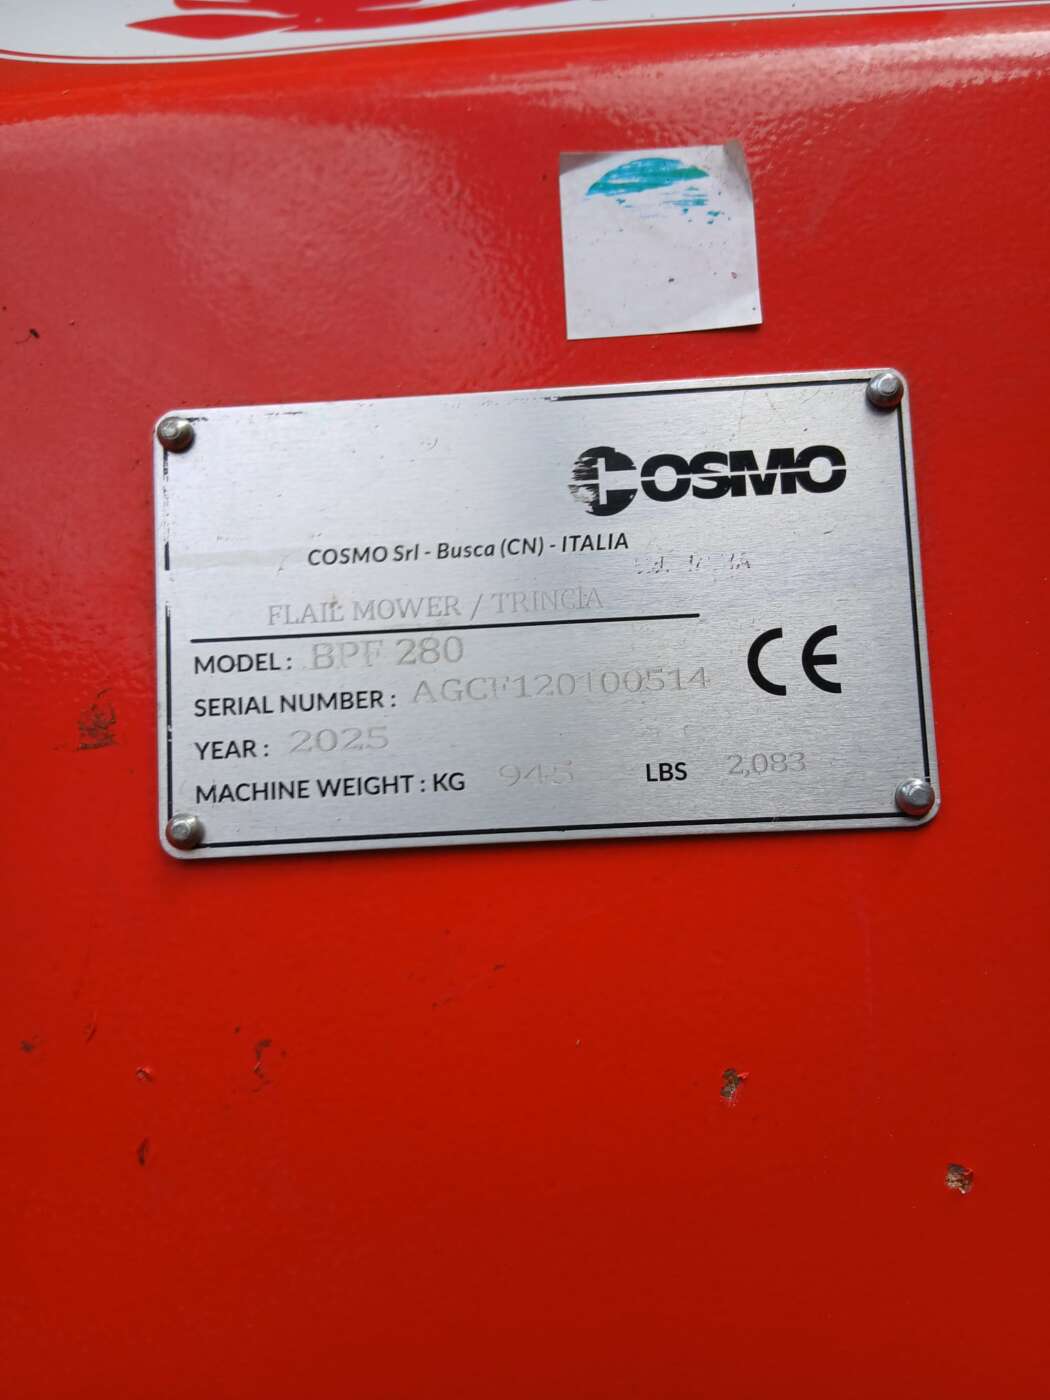 COSMO
COSMO Srl - Busca (CN) - ITALIA
FLAIL MOWER / TRINCIA
MODEL : BPF 280
SERIAL NUMBER : AGCF120100514
YEAR : 2025
MACHINE WEIGHT : KG 945 LBS 2,083
CE